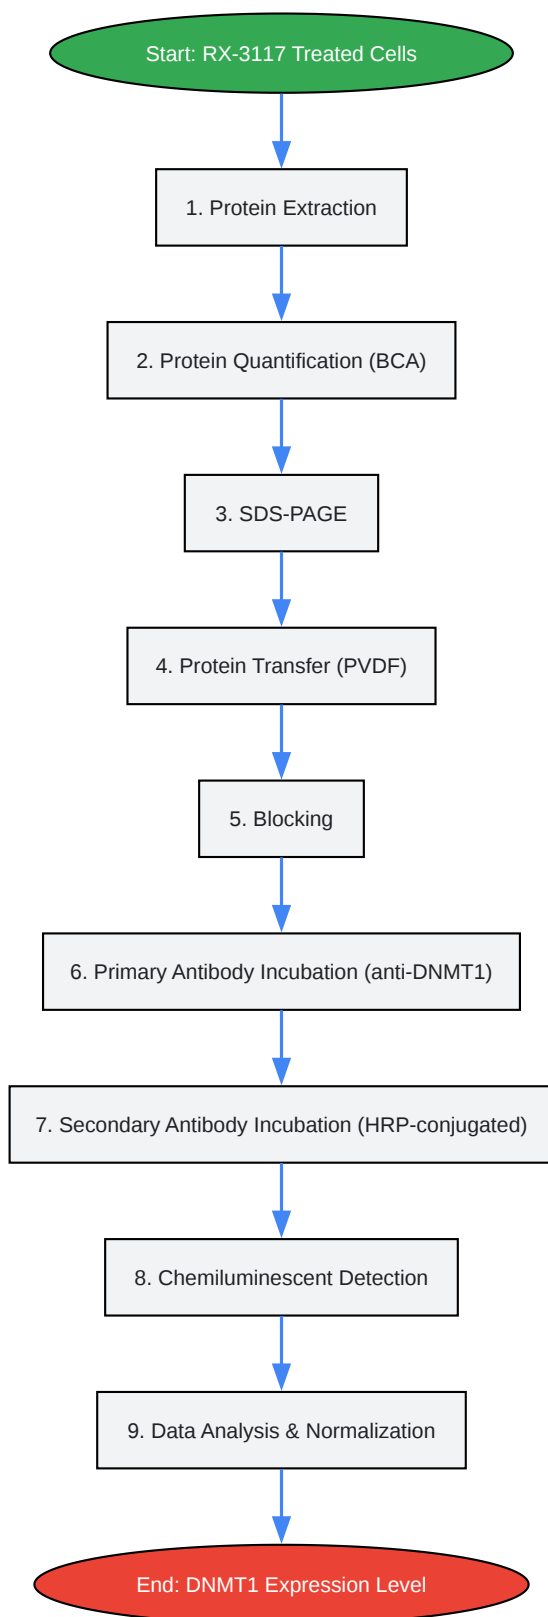 Start: RX-3117 Treated Cells
1. Protein Extraction
2. Protein Quantification (BCA)
3. SDS-PAGE
4. Protein Transfer (PVDF)
5. Blocking
6. Primary Antibody Incubation (anti-DNMT1)
7. Secondary Antibody Incubation (HRP-conjugated)
8. Chemiluminescent Detection
9. Data Analysis & Normalization
End: DNMT1 Expression Level